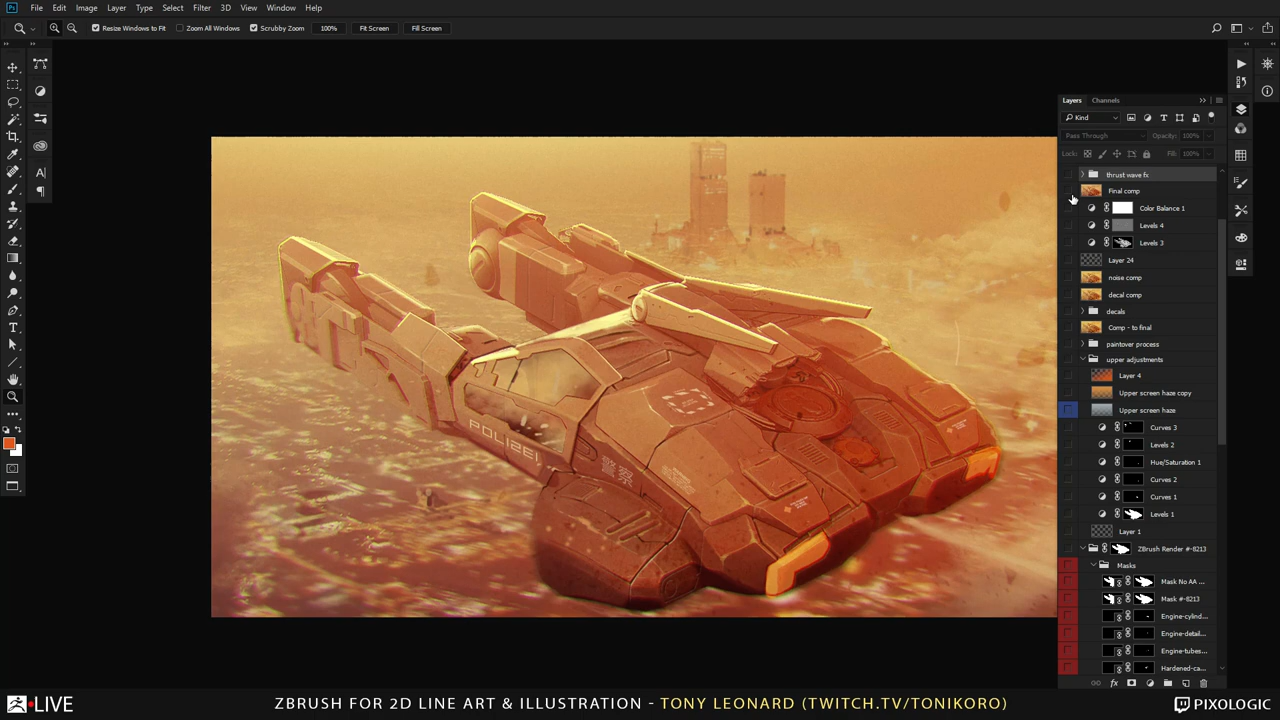 Ps File Edit Image Layer Type Select Filter 3D View Window Help
Resize Windows to Fit Zoom All Windows Scrubby Zoom 100% Fit Screen Fill Screen
Layers Channels
Kind
Pass Through Opacity: 100%
Lock: Fill: 100%
thrust wave fx
Final comp
Color Balance 1
Levels 4
Levels 3
Layer 24
noise comp
decal comp
decals
Comp - to final
paintover process
upper adjustments
Layer 4
Upper screen haze copy
Upper screen haze
Curves 3
Levels 2
Hue/Saturation 1
Curves 2
Curves 1
Levels 1
Layer 1
ZBrush Render #-8213
Masks
Mask No AA ...
Mask #-8213
Engine-cylind...
Engine-detail...
Engine-tubes...
Hardened-ca...
POLIZEI
LIVE
ZBRUSH FOR 2D LINE ART & ILLUSTRATION - TONY LEONARD (TWITCH.TV/TONIKORO)
PIXOLOGIC